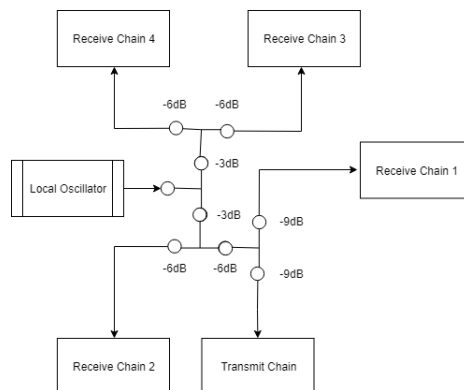 Receive Chain 4
Receive Chain 3
-6dB
-6dB
-3dB
Receive Chain 1
Local Oscillator
-3dB
-9dB
-6dB
-6dB
-9dB
Receive Chain 2
Transmit Chain